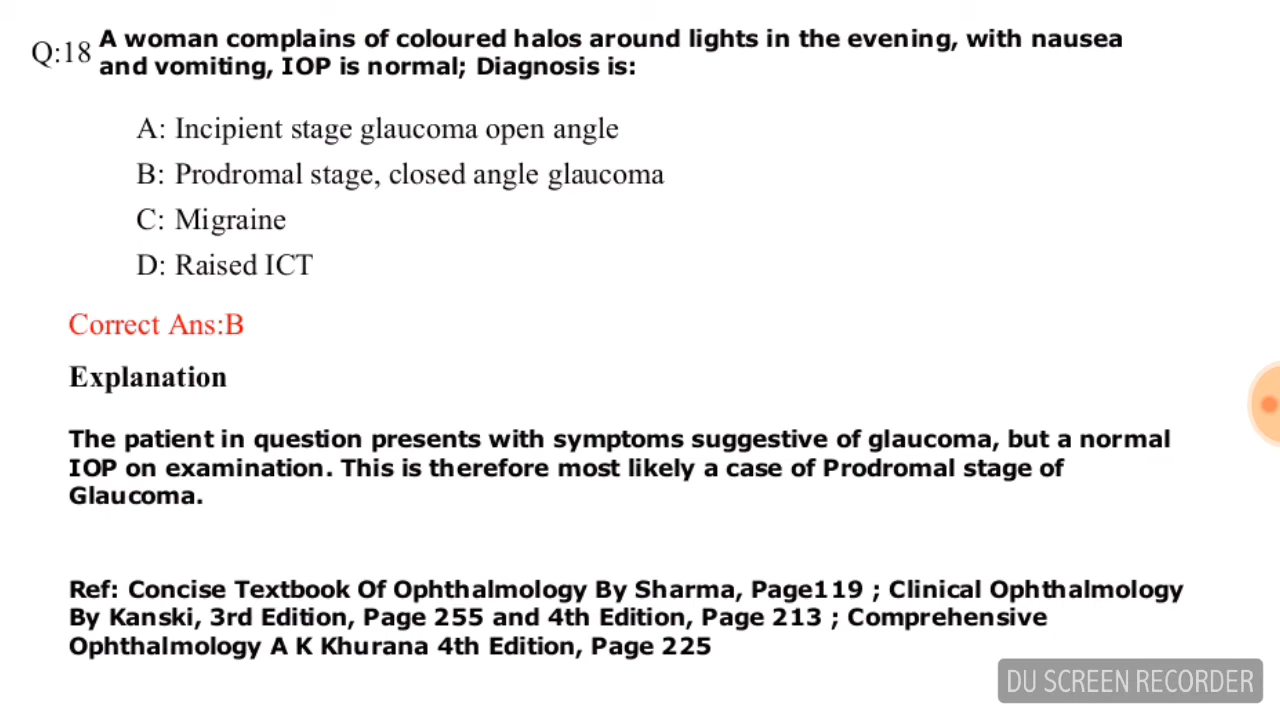 Q:18 A woman complains of coloured halos around lights in the evening, with nausea
and vomiting, IOP is normal; Diagnosis is:
A: Incipient stage glaucoma open angle
B: Prodromal stage, closed angle glaucoma
C: Migraine
D: Raised ICT
Correct Ans:B
Explanation
The patient in question presents with symptoms suggestive of glaucoma, but a normal
IOP on examination. This is therefore most likely a case of Prodromal stage of
Glaucoma.
Ref: Concise Textbook Of Ophthalmology By Sharma, Page119 ; Clinical Ophthalmology
By Kanski, 3rd Edition, Page 255 and 4th Edition, Page 213 ; Comprehensive
Ophthalmology A K Khurana 4th Edition, Page 225
DU SCREEN RECORDER